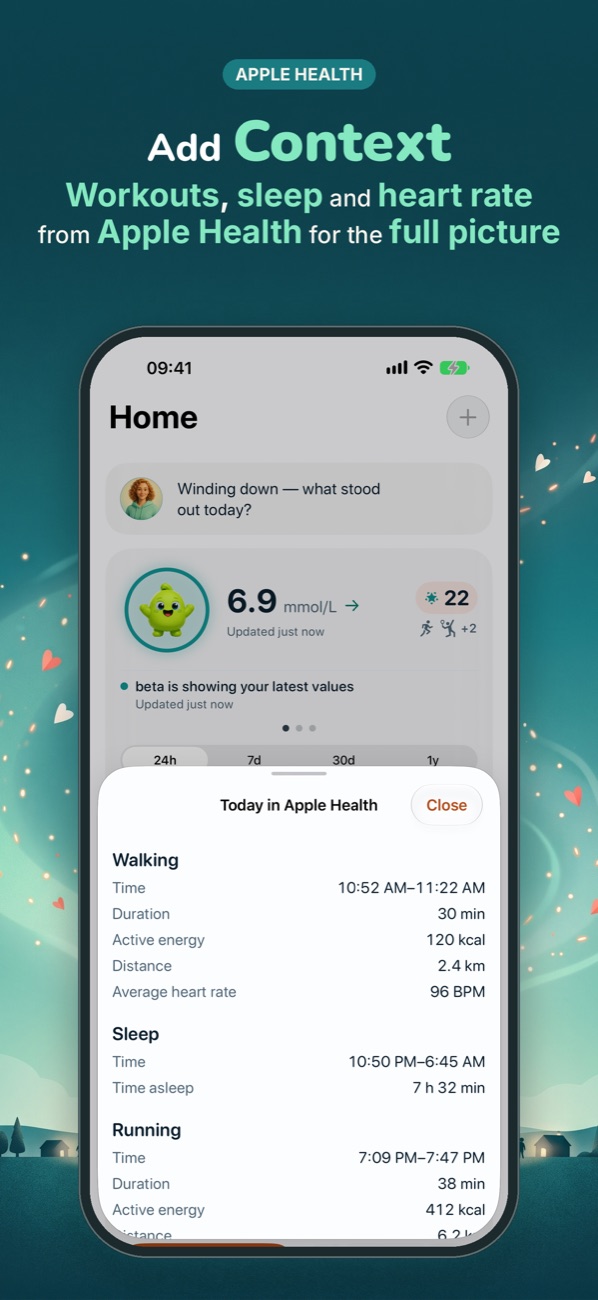 APPLE HEALTH
Add Context
Workouts, sleep and heart rate
from Apple Health for the full picture
09:41
Home
Winding down — what stood
out today?
6.9 mmol/L →
22
Updated just now
+2
beta is showing your latest values
Updated just now
24h 7d 30d 1y
Today in Apple Health
Close
Walking
Time 10:52 AM–11:22 AM
Duration 30 min
Active energy 120 kcal
Distance 2.4 km
Average heart rate 96 BPM
Sleep
Time 10:50 PM–6:45 AM
Time asleep 7 h 32 min
Running
Time 7:09 PM–7:47 PM
Duration 38 min
Active energy 412 kcal
Distance 6.2